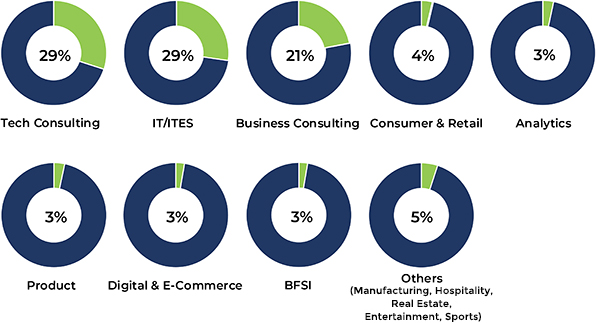 29%
29%
21%
4%
3%
Tech Consulting
IT/ITES
Business Consulting
Consumer & Retail
Analytics
3%
3%
3%
5%
Product
Digital & E-Commerce
BFSI
Others
(Manufacturing, Hospitality,
Real Estate,
Entertainment, Sports)